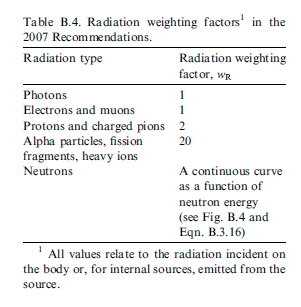 Table B.4. Radiation weighting factors¹ in the
2007 Recommendations.
Radiation type Radiation weighting
factor, wR
Photons 1
Electrons and muons 1
Protons and charged pions 2
Alpha particles, fission 20
fragments, heavy ions
Neutrons A continuous curve
as a function of
neutron energy
(see Fig. B.4 and
Eqn. B.3.16)
¹ All values relate to the radiation incident on
the body or, for internal sources, emitted from the
source.